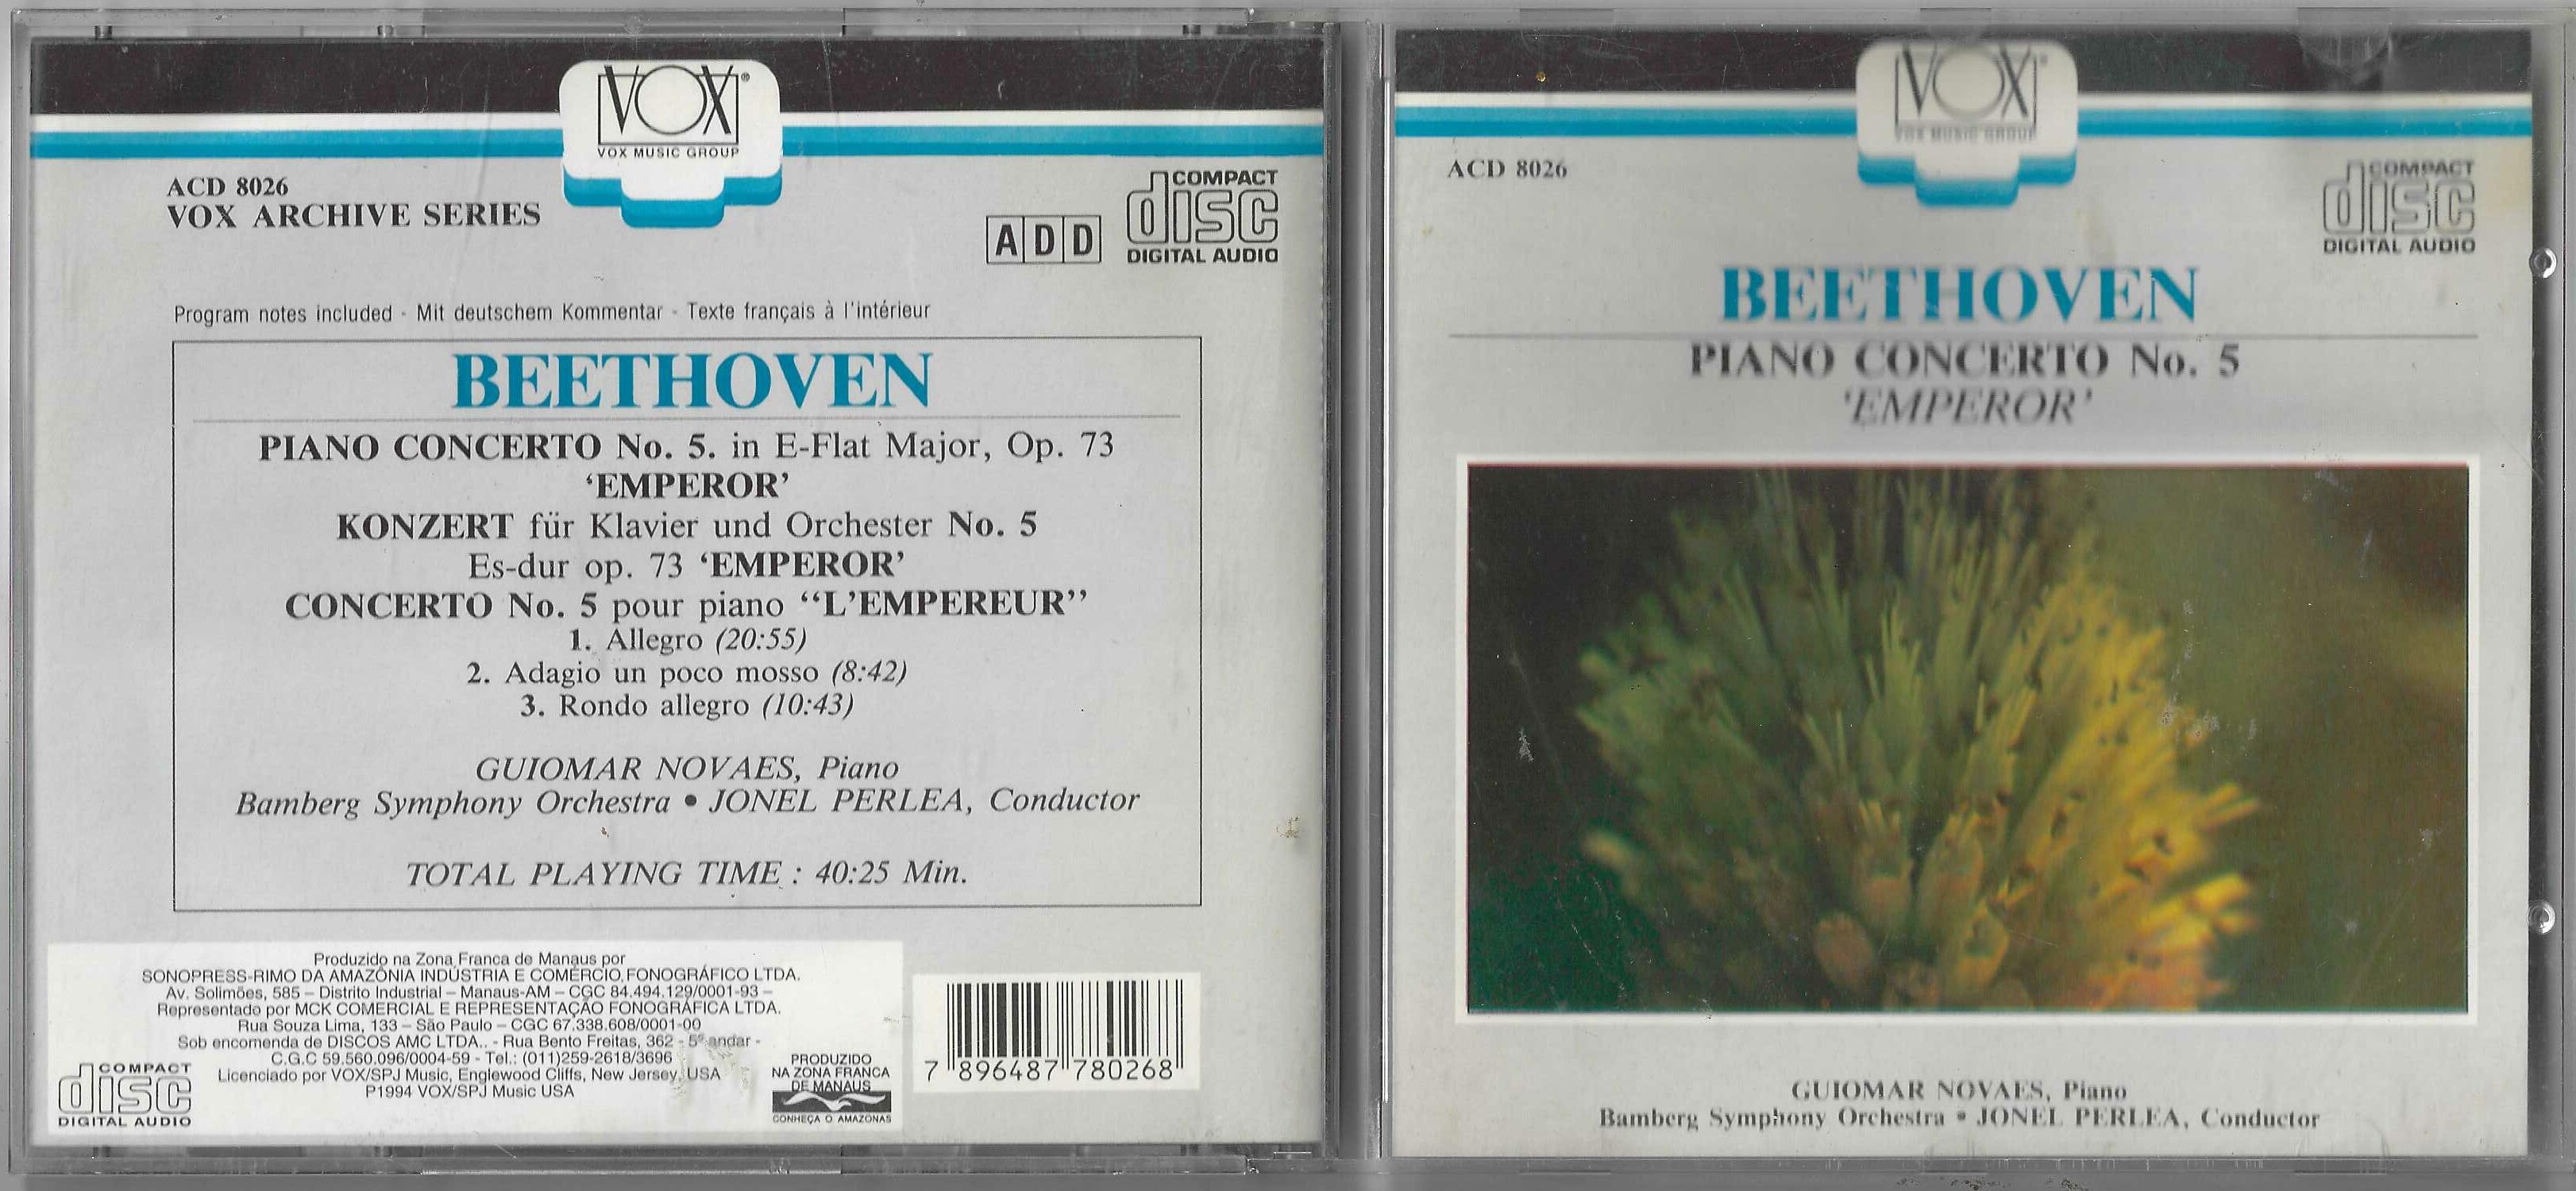 VOX®
VOX MUSIC GROUP
ACD 8026
VOX ARCHIVE SERIES
ADD
COMPACT
disc
DIGITAL AUDIO
Program notes included - Mit deutschem Kommentar - Texte français à l'intérieur
BEETHOVEN
PIANO CONCERTO No. 5. in E-Flat Major, Op. 73
‘EMPEROR’
KONZERT für Klavier und Orchester No. 5
Es-dur op. 73 ‘EMPEROR’
CONCERTO No. 5 pour piano “L’EMPEREUR”
1. Allegro (20:55)
2. Adagio un poco mosso (8:42)
3. Rondo allegro (10:43)
GUIOMAR NOVAES, Piano
Bamberg Symphony Orchestra • JONEL PERLEA, Conductor
TOTAL PLAYING TIME : 40:25 Min.
Produzido na Zona Franca de Manaus por
SONOPRESS-RIMO DA AMAZÔNIA INDÚSTRIA E COMÉRCIO FONOGRÁFICO LTDA.
Av. Solimões, 585 – Distrito Industrial – Manaus-AM – CGC 84.494.129/0001-93 –
Representado por MCK COMERCIAL E REPRESENTAÇÃO FONOGRÁFICA LTDA.
Rua Souza Lima, 133 – São Paulo – CGC 67.338.608/0001-00
Sob encomenda de DISCOS AMC LTDA.. - Rua Bento Freitas, 362 - 5º andar -
C.G.C 59.560.096/0004-59 - Tel.: (011)259-2618/3696
Licenciado por VOX/SPJ Music, Englewood Cliffs, New Jersey, USA
P1994 VOX/SPJ Music USA
COMPACT
disc
DIGITAL AUDIO
PRODUZIDO
NA ZONA FRANCA
DE MANAUS
CONHEÇA O AMAZONAS
7 896487 780268
VOX
VOX MUSIC GROUP
ACD 8026
COMPACT
disc
DIGITAL AUDIO
BEETHOVEN
PIANO CONCERTO No. 5
‘EMPEROR’
GUIOMAR NOVAES, Piano
Bamberg Symphony Orchestra • JONEL PERLEA, Conductor